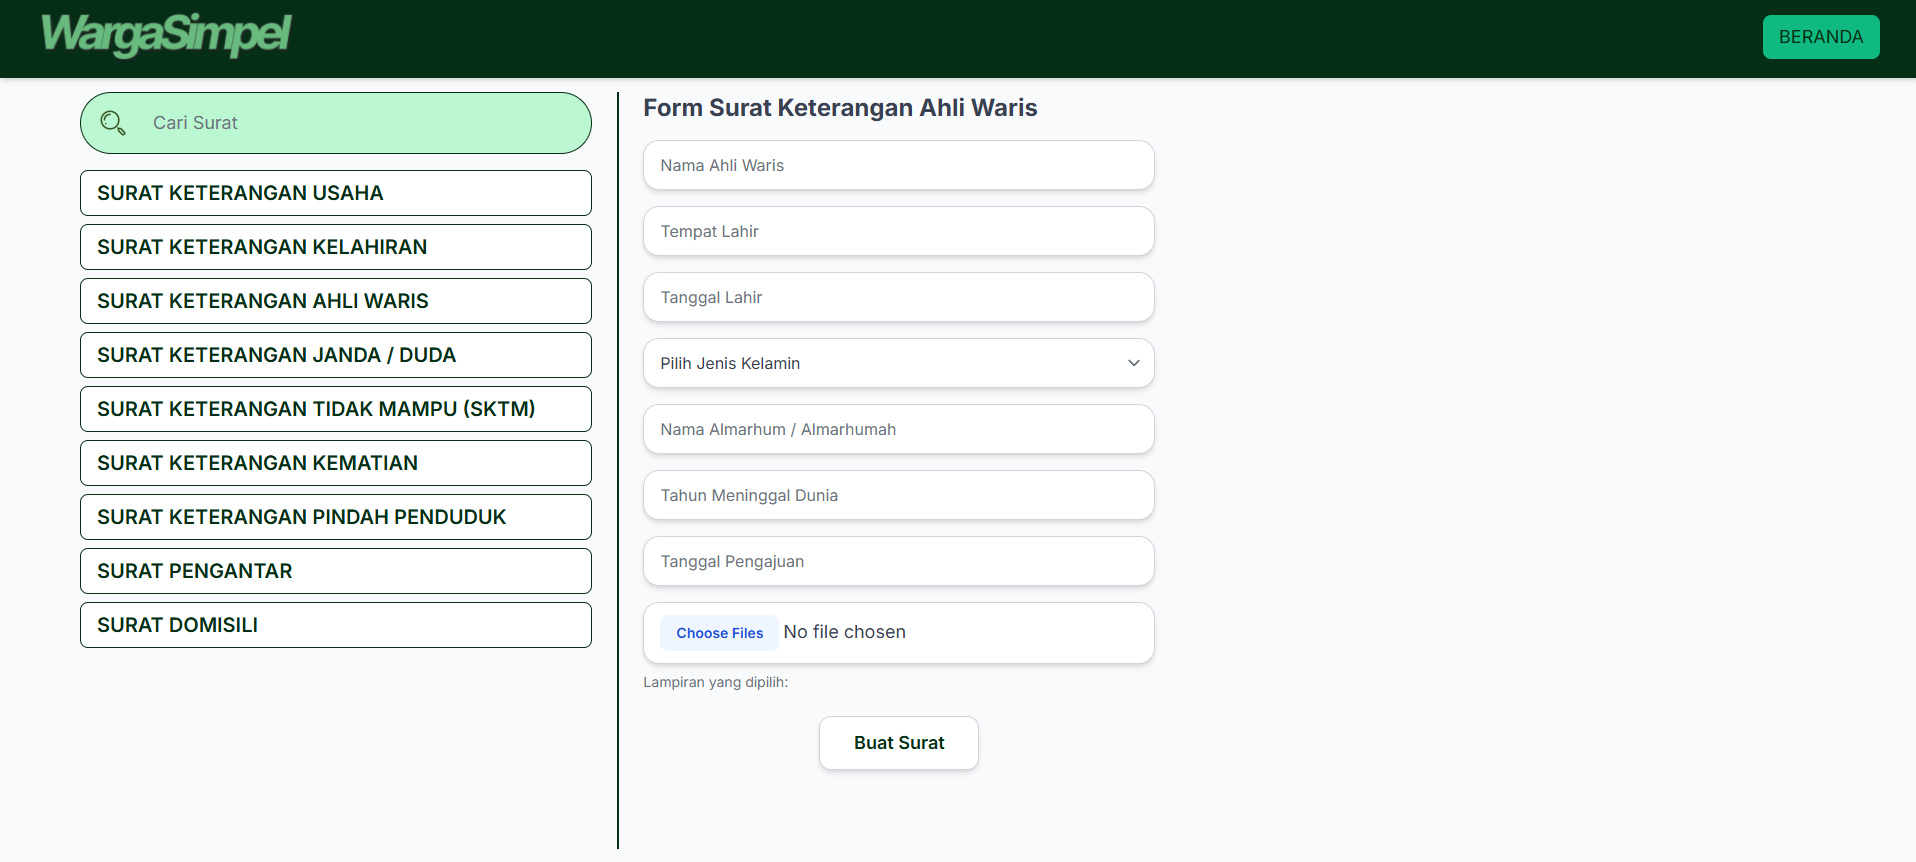 WargaSimpel
BERANDA
Cari Surat
SURAT KETERANGAN USAHA
SURAT KETERANGAN KELAHIRAN
SURAT KETERANGAN AHLI WARIS
SURAT KETERANGAN JANDA / DUDA
SURAT KETERANGAN TIDAK MAMPU (SKTM)
SURAT KETERANGAN KEMATIAN
SURAT KETERANGAN PINDAH PENDUDUK
SURAT PENGANTAR
SURAT DOMISILI
Form Surat Keterangan Ahli Waris
Nama Ahli Waris
Tempat Lahir
Tanggal Lahir
Pilih Jenis Kelamin
Nama Almarhum / Almarhumah
Tahun Meninggal Dunia
Tanggal Pengajuan
Choose Files No file chosen
Lampiran yang dipilih:
Buat Surat